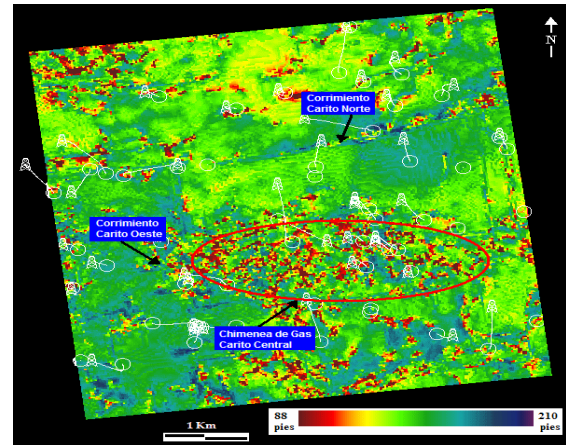 N
Corrimiento
Carito Norte
Corrimiento
Carito Oeste
Chimenea de Gas
Carito Central
1 Km
88
pies
210
pies